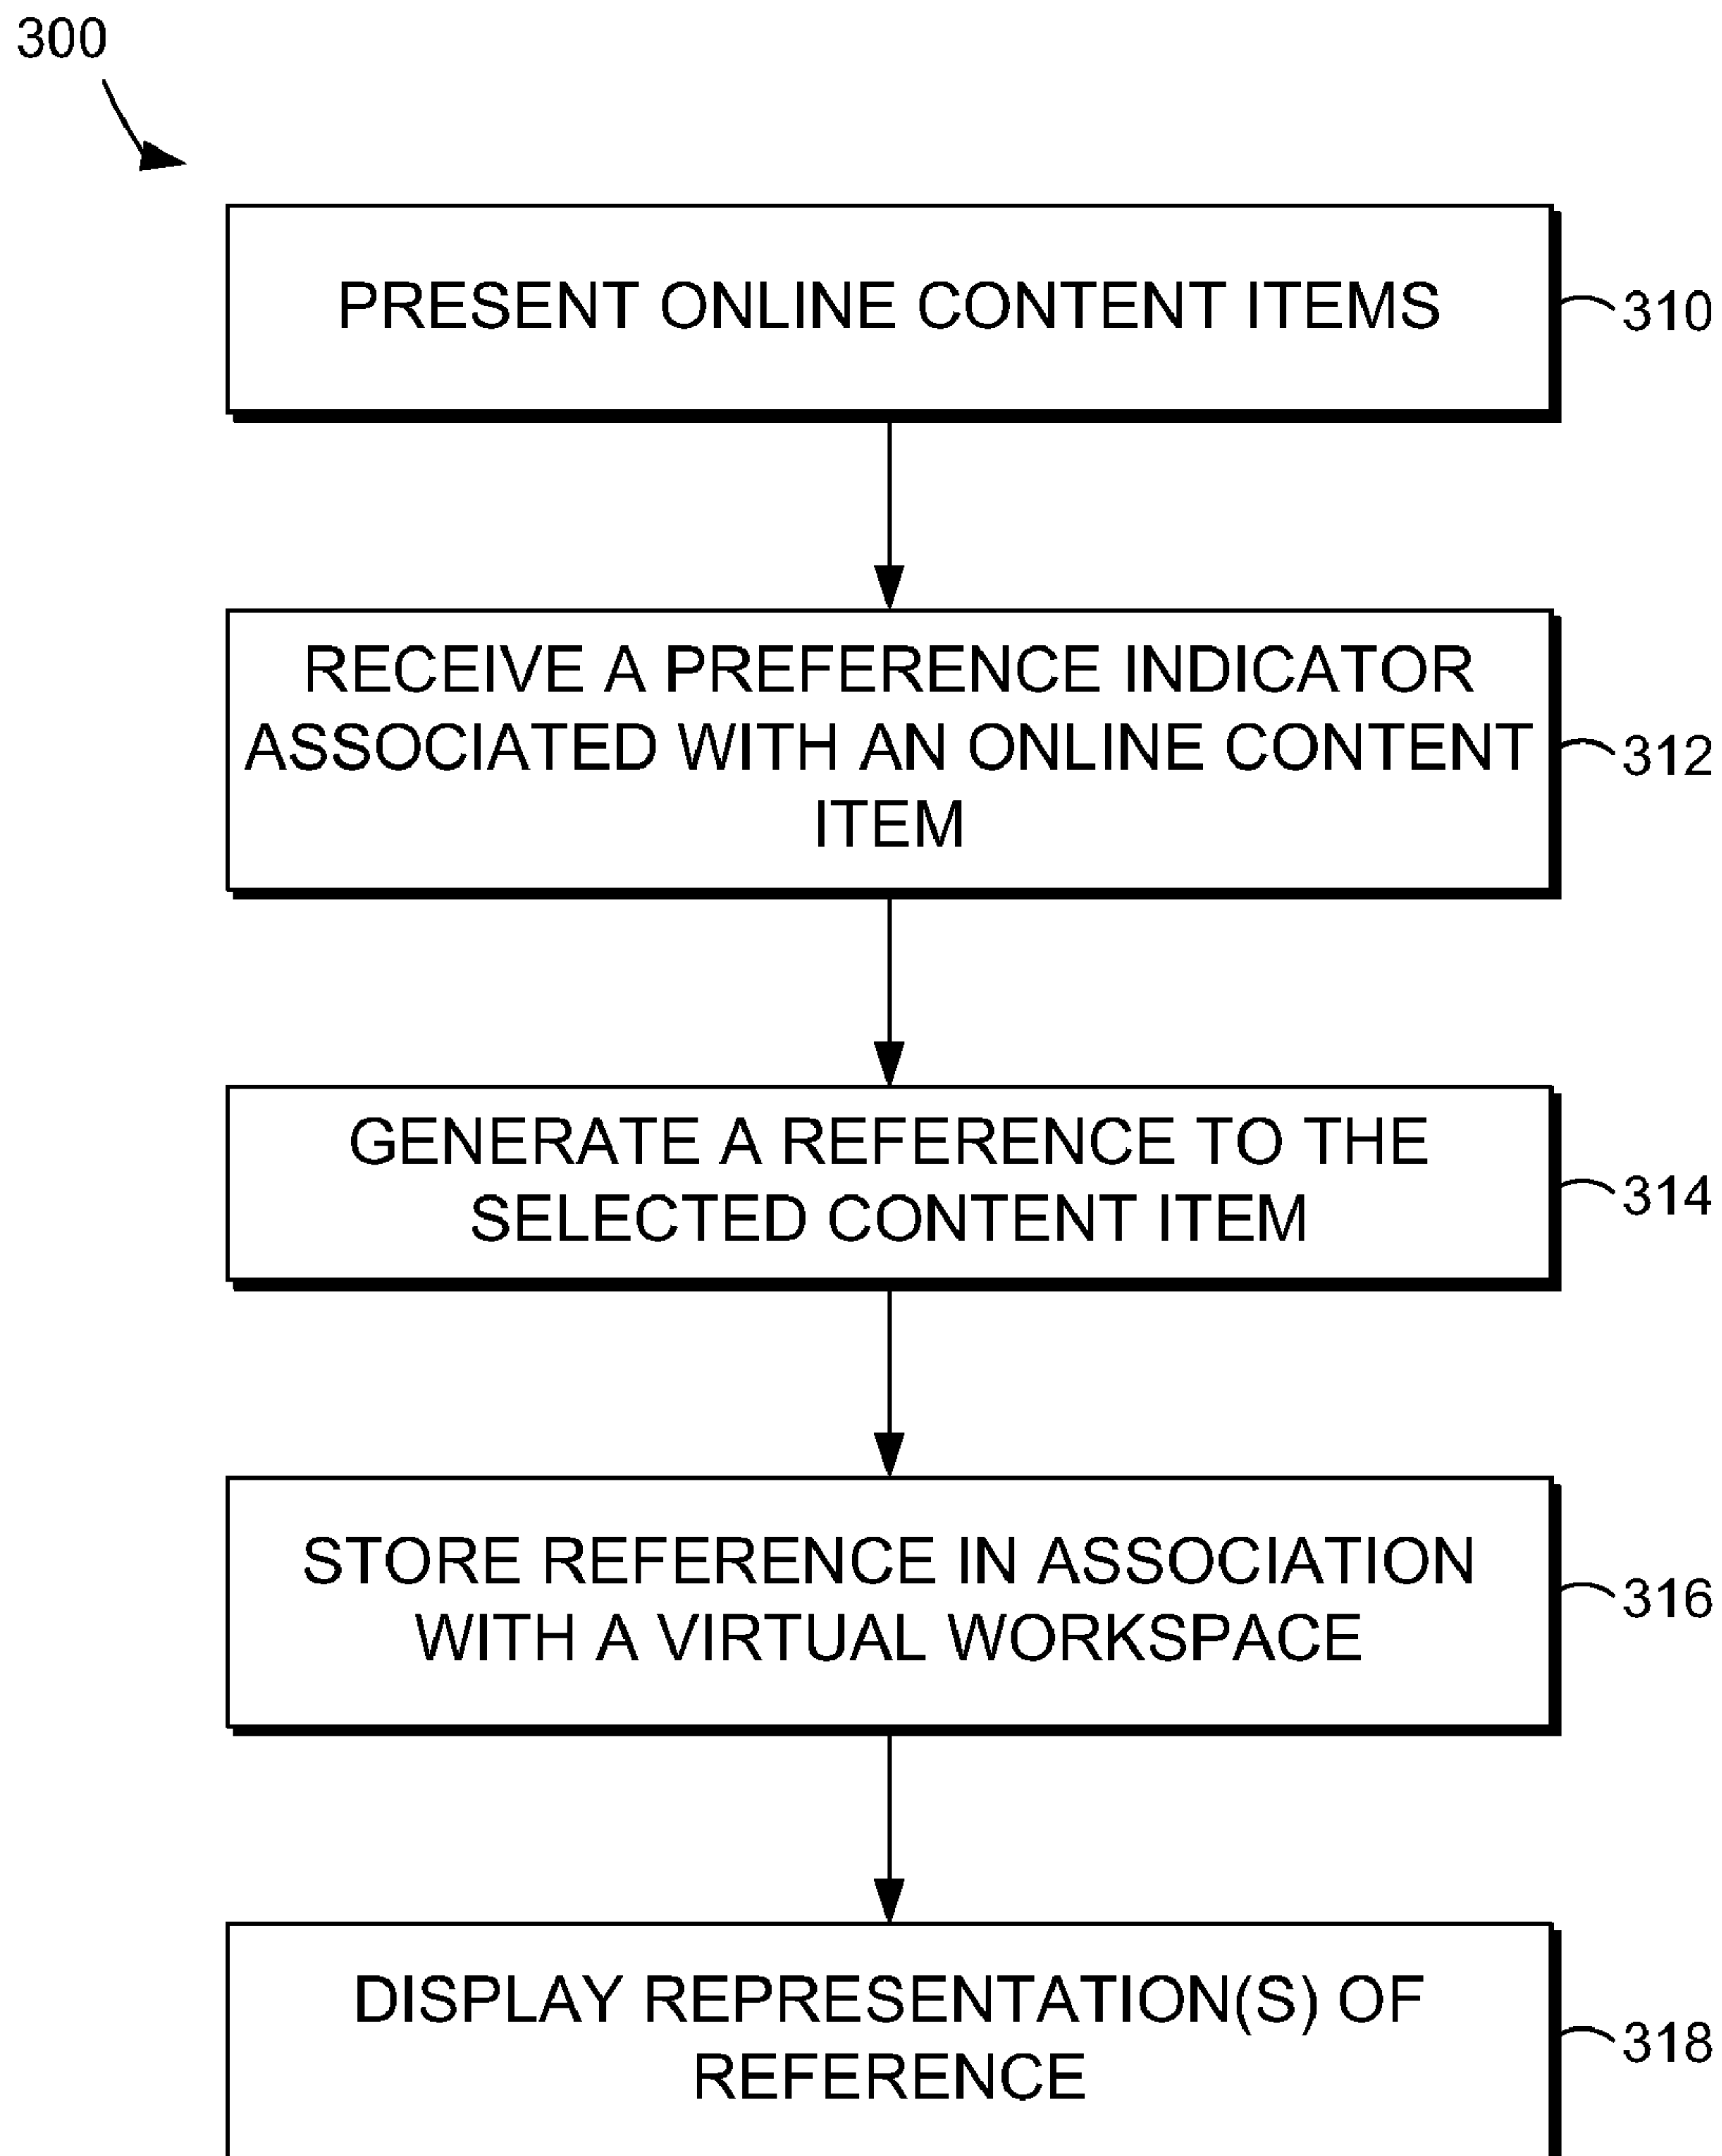 300
PRESENT ONLINE CONTENT ITEMS
310
RECEIVE A PREFERENCE INDICATOR
ASSOCIATED WITH AN ONLINE CONTENT
ITEM
312
GENERATE A REFERENCE TO THE
SELECTED CONTENT ITEM
314
STORE REFERENCE IN ASSOCIATION
WITH A VIRTUAL WORKSPACE
316
DISPLAY REPRESENTATION(S) OF
REFERENCE
318